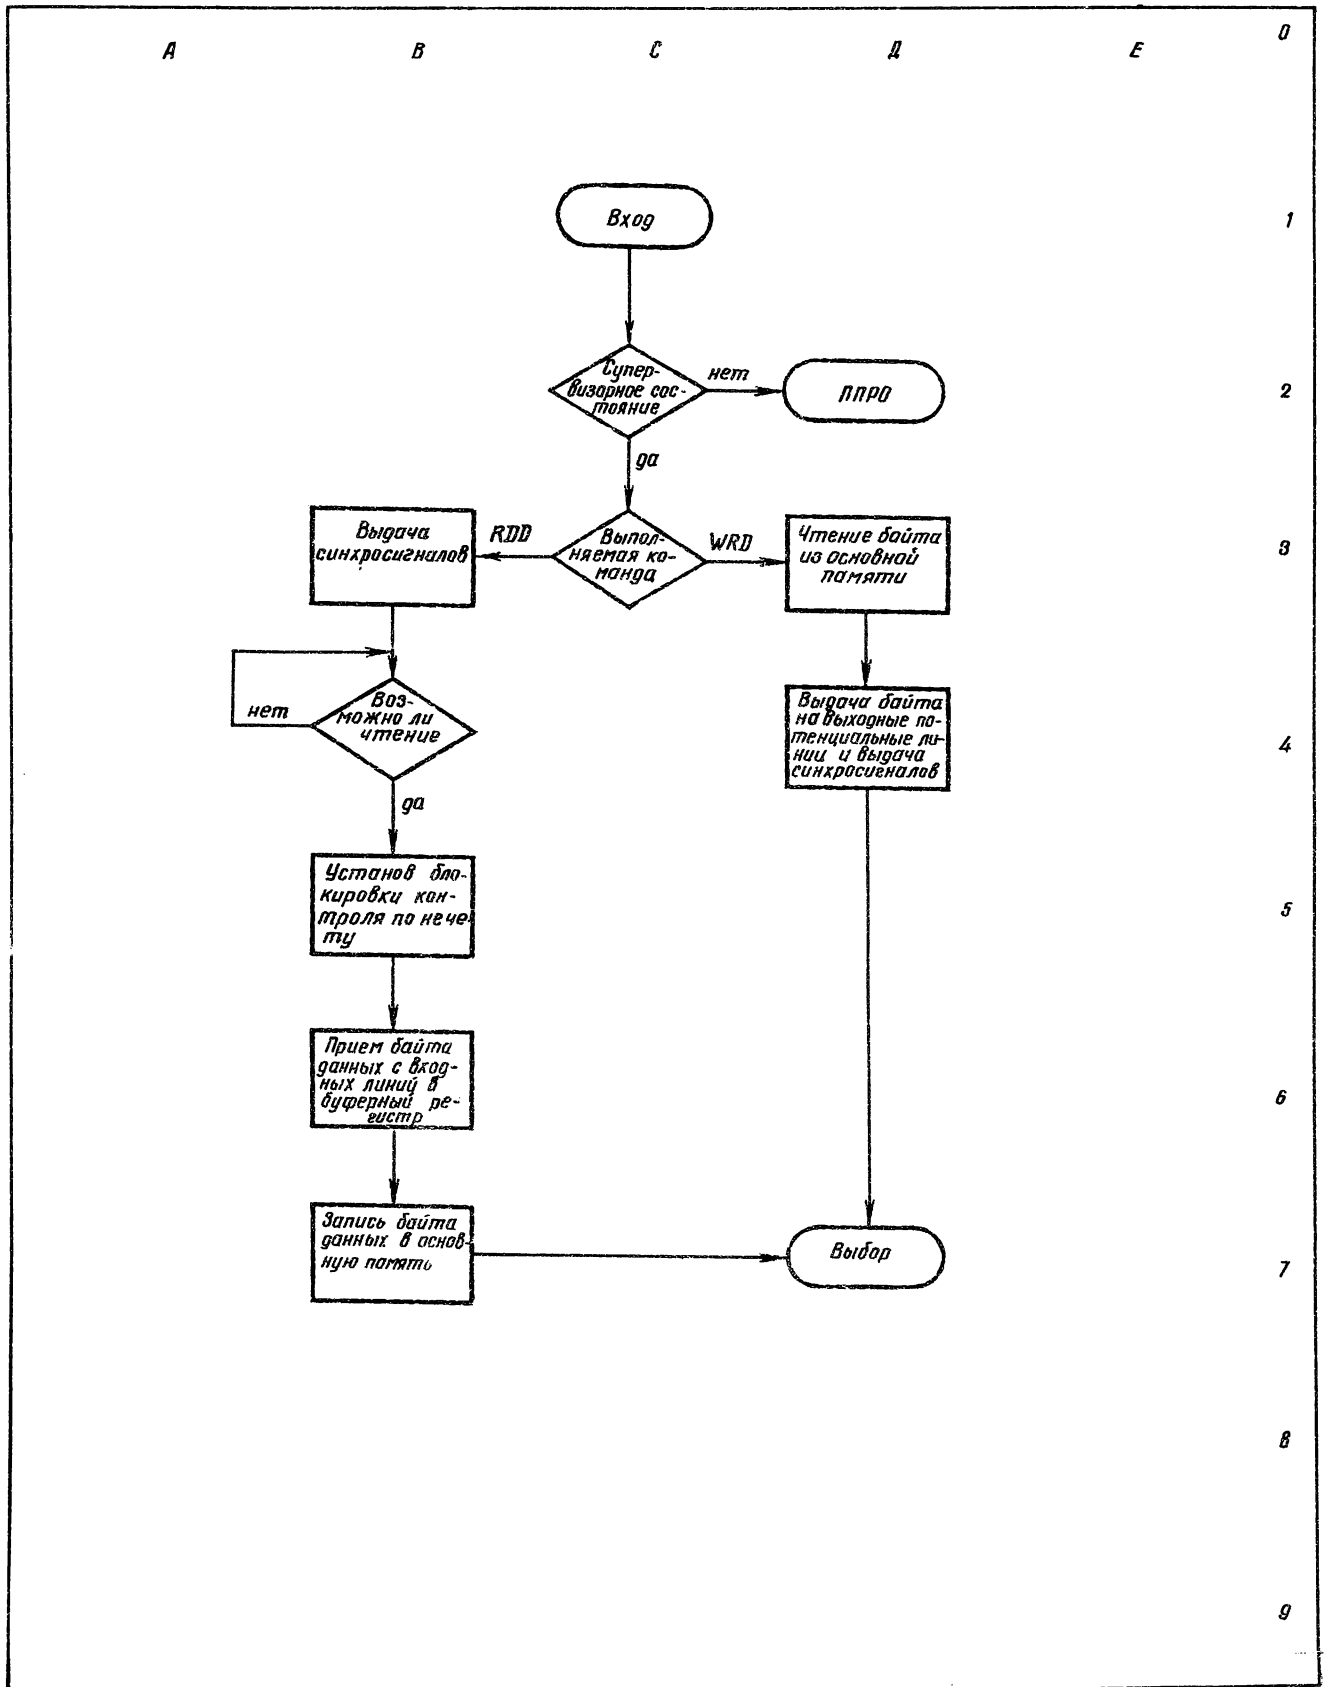 0
А В С Д Е
Вход
1
Супер-
визорное сос-
тояние
нет
ППРО
2
да
Выдача
синхросигналов
RDD
Выпол-
няемая ко-
манда
WRD
Чтение байта
из основной
памяти
3
нет
Воз-
можно ли
чтение
Выдача байта
на выходные по-
тенциальные ли-
нии и выдача
синхросигналов
4
да
Установ бло-
кировки кон-
троля по нече-
ту
5
Прием байта
данных с вход-
ных линий в
буферный ре-
гистр
6
Запись байта
данных в основ-
ную память
Выбор
7
8
9